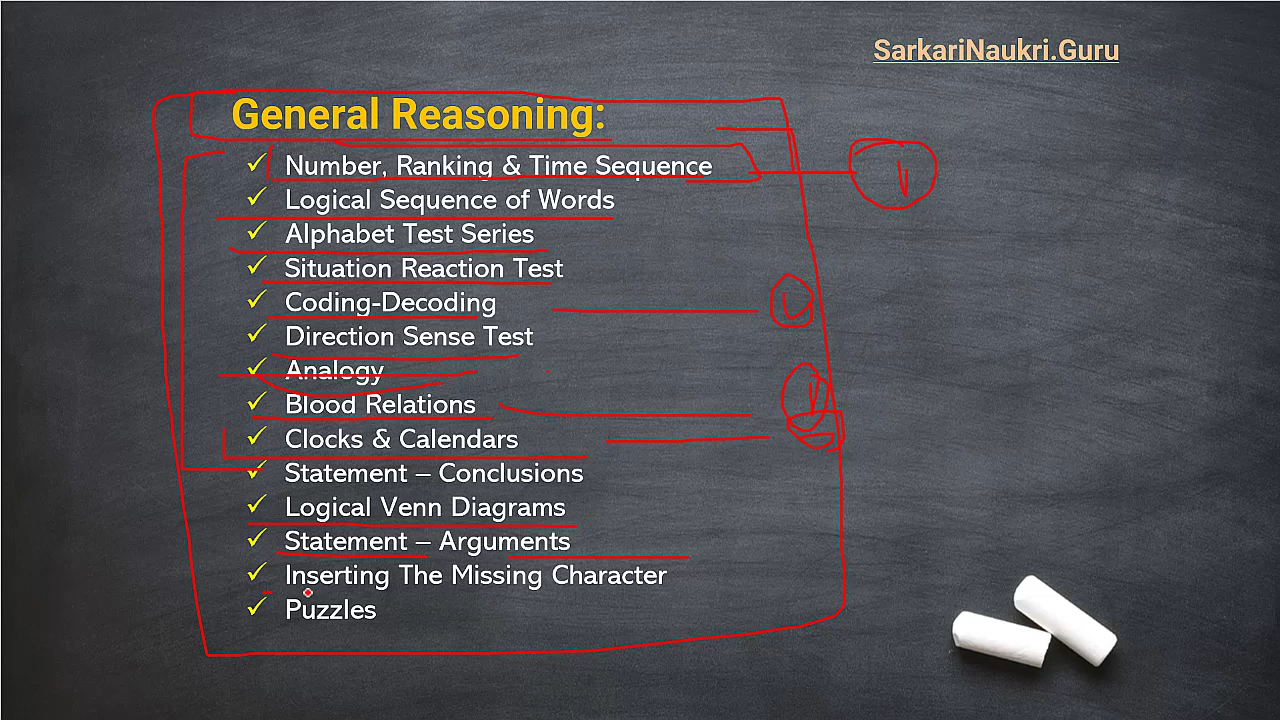 SarkariNaukri.Guru
General Reasoning:
Number, Ranking & Time Sequence
Logical Sequence of Words
Alphabet Test Series
Situation Reaction Test
Coding-Decoding
Direction Sense Test
Analogy
Blood Relations
Clocks & Calendars
Statement – Conclusions
Logical Venn Diagrams
Statement – Arguments
Inserting The Missing Character
Puzzles